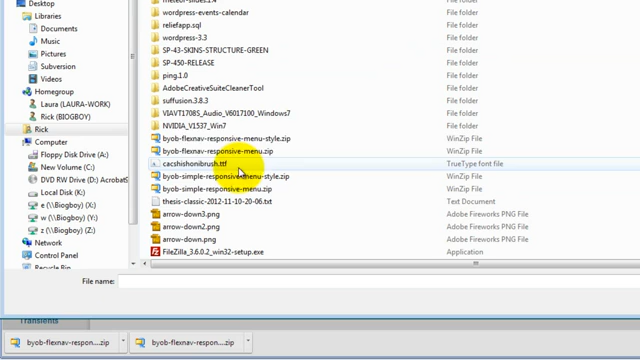 Desktop
Libraries
Documents
Music
Pictures
Subversion
Videos
Homegroup
Laura (LAURA-WORK)
Rick (BIGBOY)
Rick
Computer
Floppy Disk Drive (A:)
New Volume (C:)
DVD Drive (D:) Acrobats
Local Disk (K:)
e (\\Biogboy) (X:)
w (\\Biogboy) (Y:)
z (\\Biogboy) (Z:)
Network
Control Panel
Recycle Bin
wordpress-events-calendar File folder
reliefapp.sql File folder
wordpress-3.3 File folder
SP-43-SKINS-STRUCTURE-GREEN File folder
SP-450-RELEASE File folder
ping.1.0 File folder
AdobeCreativeSuiteCleanerTool File folder
suffusion.3.8.3 File folder
VIAVT1708S_Audio_V6017100_Windows7 File folder
NVIDIA_V1537_Win7 File folder
byob-flexnav-responsive-menu-style.zip WinZip File
byob-flexnav-responsive-menu.zip WinZip File
cacshishonibrush.ttf TrueType font file
byob-simple-responsive-menu-style.zip WinZip File
byob-simple-responsive-menu.zip WinZip File
thesis-classic-2012-11-10-20-06.txt Text Document
arrow-down3.png Adobe Fireworks PNG File
arrow-down2.png Adobe Fireworks PNG File
arrow-down.png Adobe Fireworks PNG File
FileZilla_3.6.0.2_win32-setup.exe Application
File name:
Transients
byob-flexnav-respon....zip
byob-flexnav-respon....zip